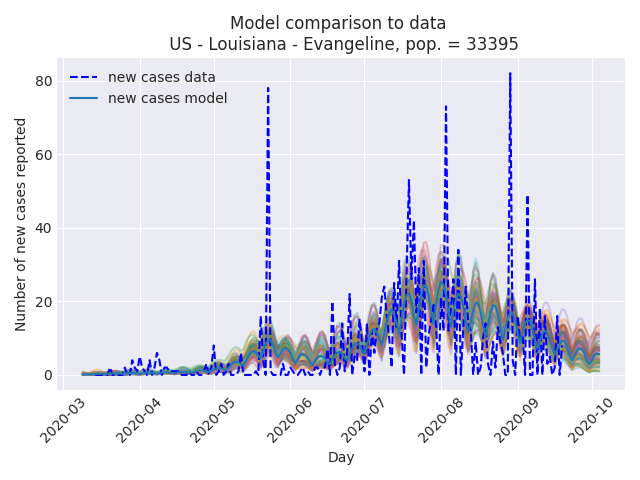 Model comparison to data
US - Louisiana - Evangeline, pop. = 33395
new cases data
new cases model
Number of new cases reported
80
60
40
20
0
2020-03
2020-04
2020-05
2020-06
2020-07
2020-08
2020-09
2020-10
Day